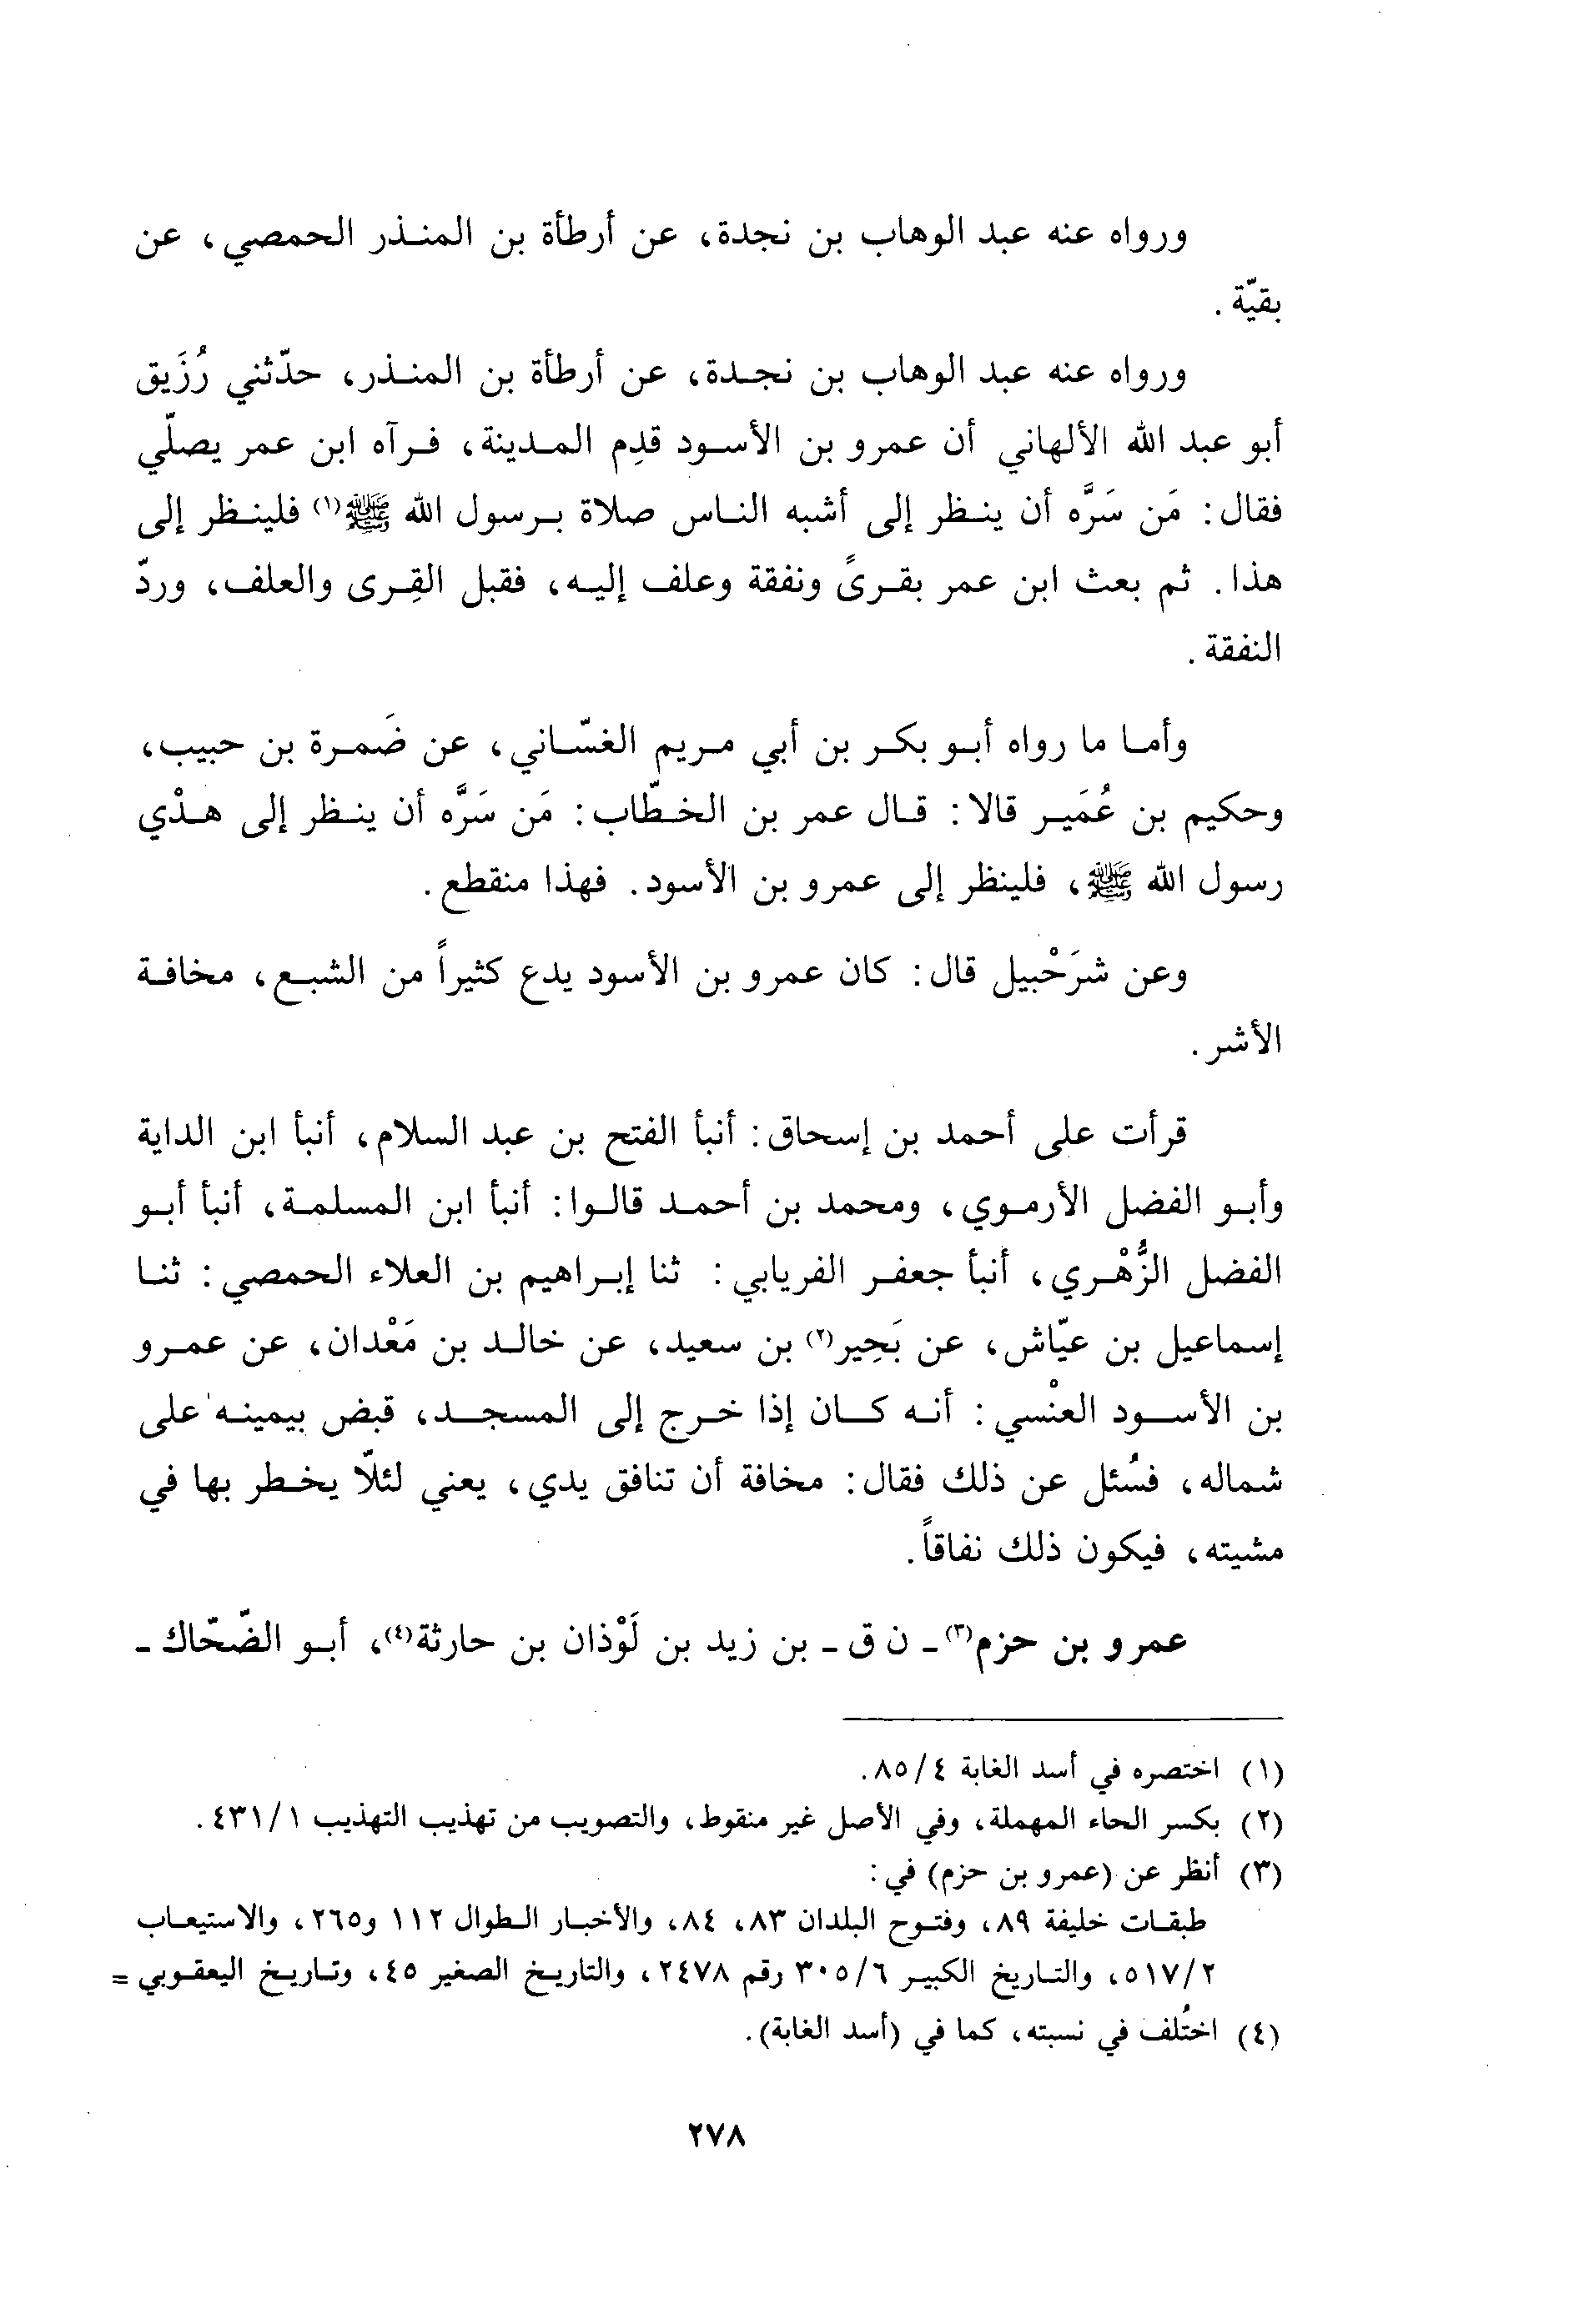 ورواه عنه عبد الوهاب بن نجدة، عن أرطأة بن المنذر الحمصي، عن
بقيّة.
ورواه عنه عبد الوهاب بن نجدة، عن أرطأة بن المنذر، حدّثني رُزَيق
أبو عبد الله الألهاني أن عمرو بن الأسود قدِم المدينة، فرآه ابن عمر يصلّي
فقال: مَن سَرَّه أن ينظر إلى أشبه الناس صلاة برسول الله ﷺ(١) فلينظر إلى
هذا. ثم بعث ابن عمر بقرىً ونفقة وعلف إليه، فقبل القِرى والعلف، وردّ
النفقة.
وأما ما رواه أبو بكر بن أبي مريم الغسّاني، عن ضَمرة بن حبيب،
وحكيم بن عُمَير قالا: قال عمر بن الخطّاب: مَن سَرَّه أن ينظر إلى هدْي
رسول الله ﷺ، فلينظر إلى عمرو بن الأسود. فهذا منقطع.
وعن شرَحْبيل قال: كان عمرو بن الأسود يدع كثيراً من الشبع، مخافة
الأشر.
قرأت على أحمد بن إسحاق: أنبأ الفتح بن عبد السلام، أنبأ ابن الداية
وأبو الفضل الأرموي، ومحمد بن أحمد قالوا: أنبأ ابن المسلمة، أنبأ أبو
الفضل الزُّهْري، أنبأ جعفر الفريابي: ثنا إبراهيم بن العلاء الحمصي: ثنا
إسماعيل بن عيّاش، عن بَحِير(٢) بن سعيد، عن خالد بن مَعْدان، عن عمرو
بن الأسود العنْسي: أنه كان إذا خرج إلى المسجد، قبض بيمينه على
شماله، فسُئل عن ذلك فقال: مخافة أن تنافق يدي، يعني لئلّا يخطر بها في
مشيته، فيكون ذلك نفاقاً.
عمرو بن حزم(٣) - ن ق - بن زيد بن لَوْذان بن حارثة(٤)، أبو الضّحّاك -
(١) اختصره في أسد الغابة ٤/٨٥.
(٢) بكسر الحاء المهملة، وفي الأصل غير منقوط، والتصويب من تهذيب التهذيب ١/٤٣١.
(٣) أنظر عن (عمرو بن حزم) في:
طبقات خليفة ٨٩، وفتوح البلدان ٨٣، ٨٤، والأخبار الطوال ١١٢ و٢٦٥، والاستيعاب
٢/٥١٧، والتاريخ الكبير ٦/٣٠٥ رقم ٢٤٧٨، والتاريخ الصغير ٤٥، وتاريخ اليعقوبي =
(٤) اختُلف في نسبته، كما في (أسد الغابة).
٢٧٨